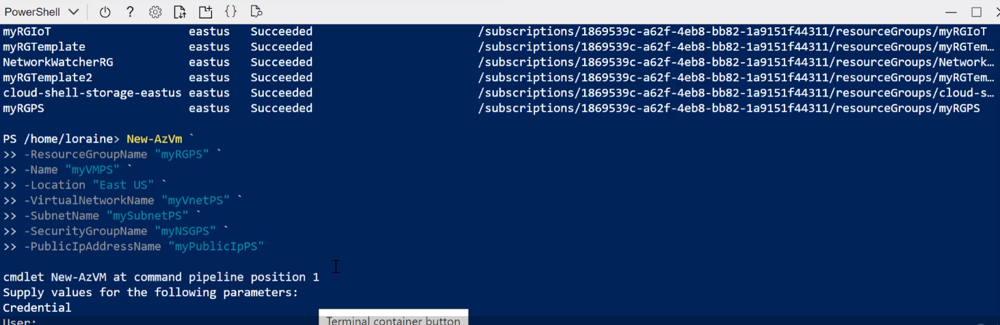 PowerShell ?
myRGIoT eastus Succeeded /subscriptions/1869539c-a62f-4eb8-bb82-1a9151f44311/resourceGroups/myRGIoT
myRGTemplate eastus Succeeded /subscriptions/1869539c-a62f-4eb8-bb82-1a9151f44311/resourceGroups/myRGTem…
NetworkWatcherRG eastus Succeeded /subscriptions/1869539c-a62f-4eb8-bb82-1a9151f44311/resourceGroups/Network…
myRGTemplate2 eastus Succeeded /subscriptions/1869539c-a62f-4eb8-bb82-1a9151f44311/resourceGroups/myRGTem…
cloud-shell-storage-eastus eastus Succeeded /subscriptions/1869539c-a62f-4eb8-bb82-1a9151f44311/resourceGroups/cloud-s…
myRGPS eastus Succeeded /subscriptions/1869539c-a62f-4eb8-bb82-1a9151f44311/resourceGroups/myRGPS
PS /home/loraine> New-AzVm `
>> -ResourceGroupName "myRGPS" `
>> -Name "myVMPS" `
>> -Location "East US" `
>> -VirtualNetworkName "myVnetPS" `
>> -SubnetName "mySubnetPS" `
>> -SecurityGroupName "myNSGPS" `
>> -PublicIpAddressName "myPublicIpPS"
cmdlet New-AzVM at command pipeline position 1
Supply values for the following parameters:
Credential
User:
Terminal container button